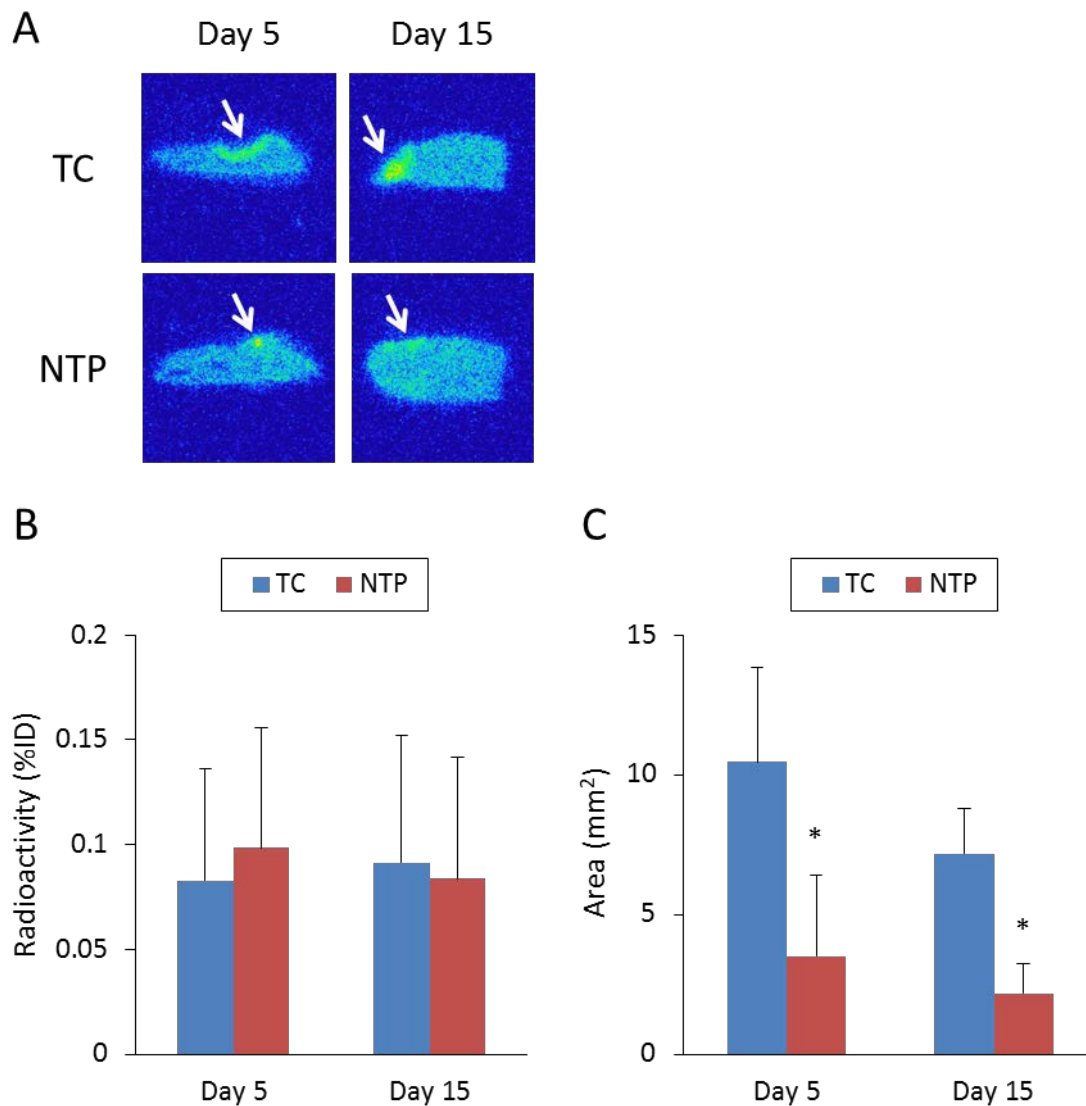 A
Day 5 Day 15
TC
NTP
B
TC NTP
Radioactivity (%ID)
0.2
0.15
0.1
0.05
0
Day 5 Day 15
C
TC NTP
Area (mm²)
15
10
*
5
*
0
Day 5 Day 15